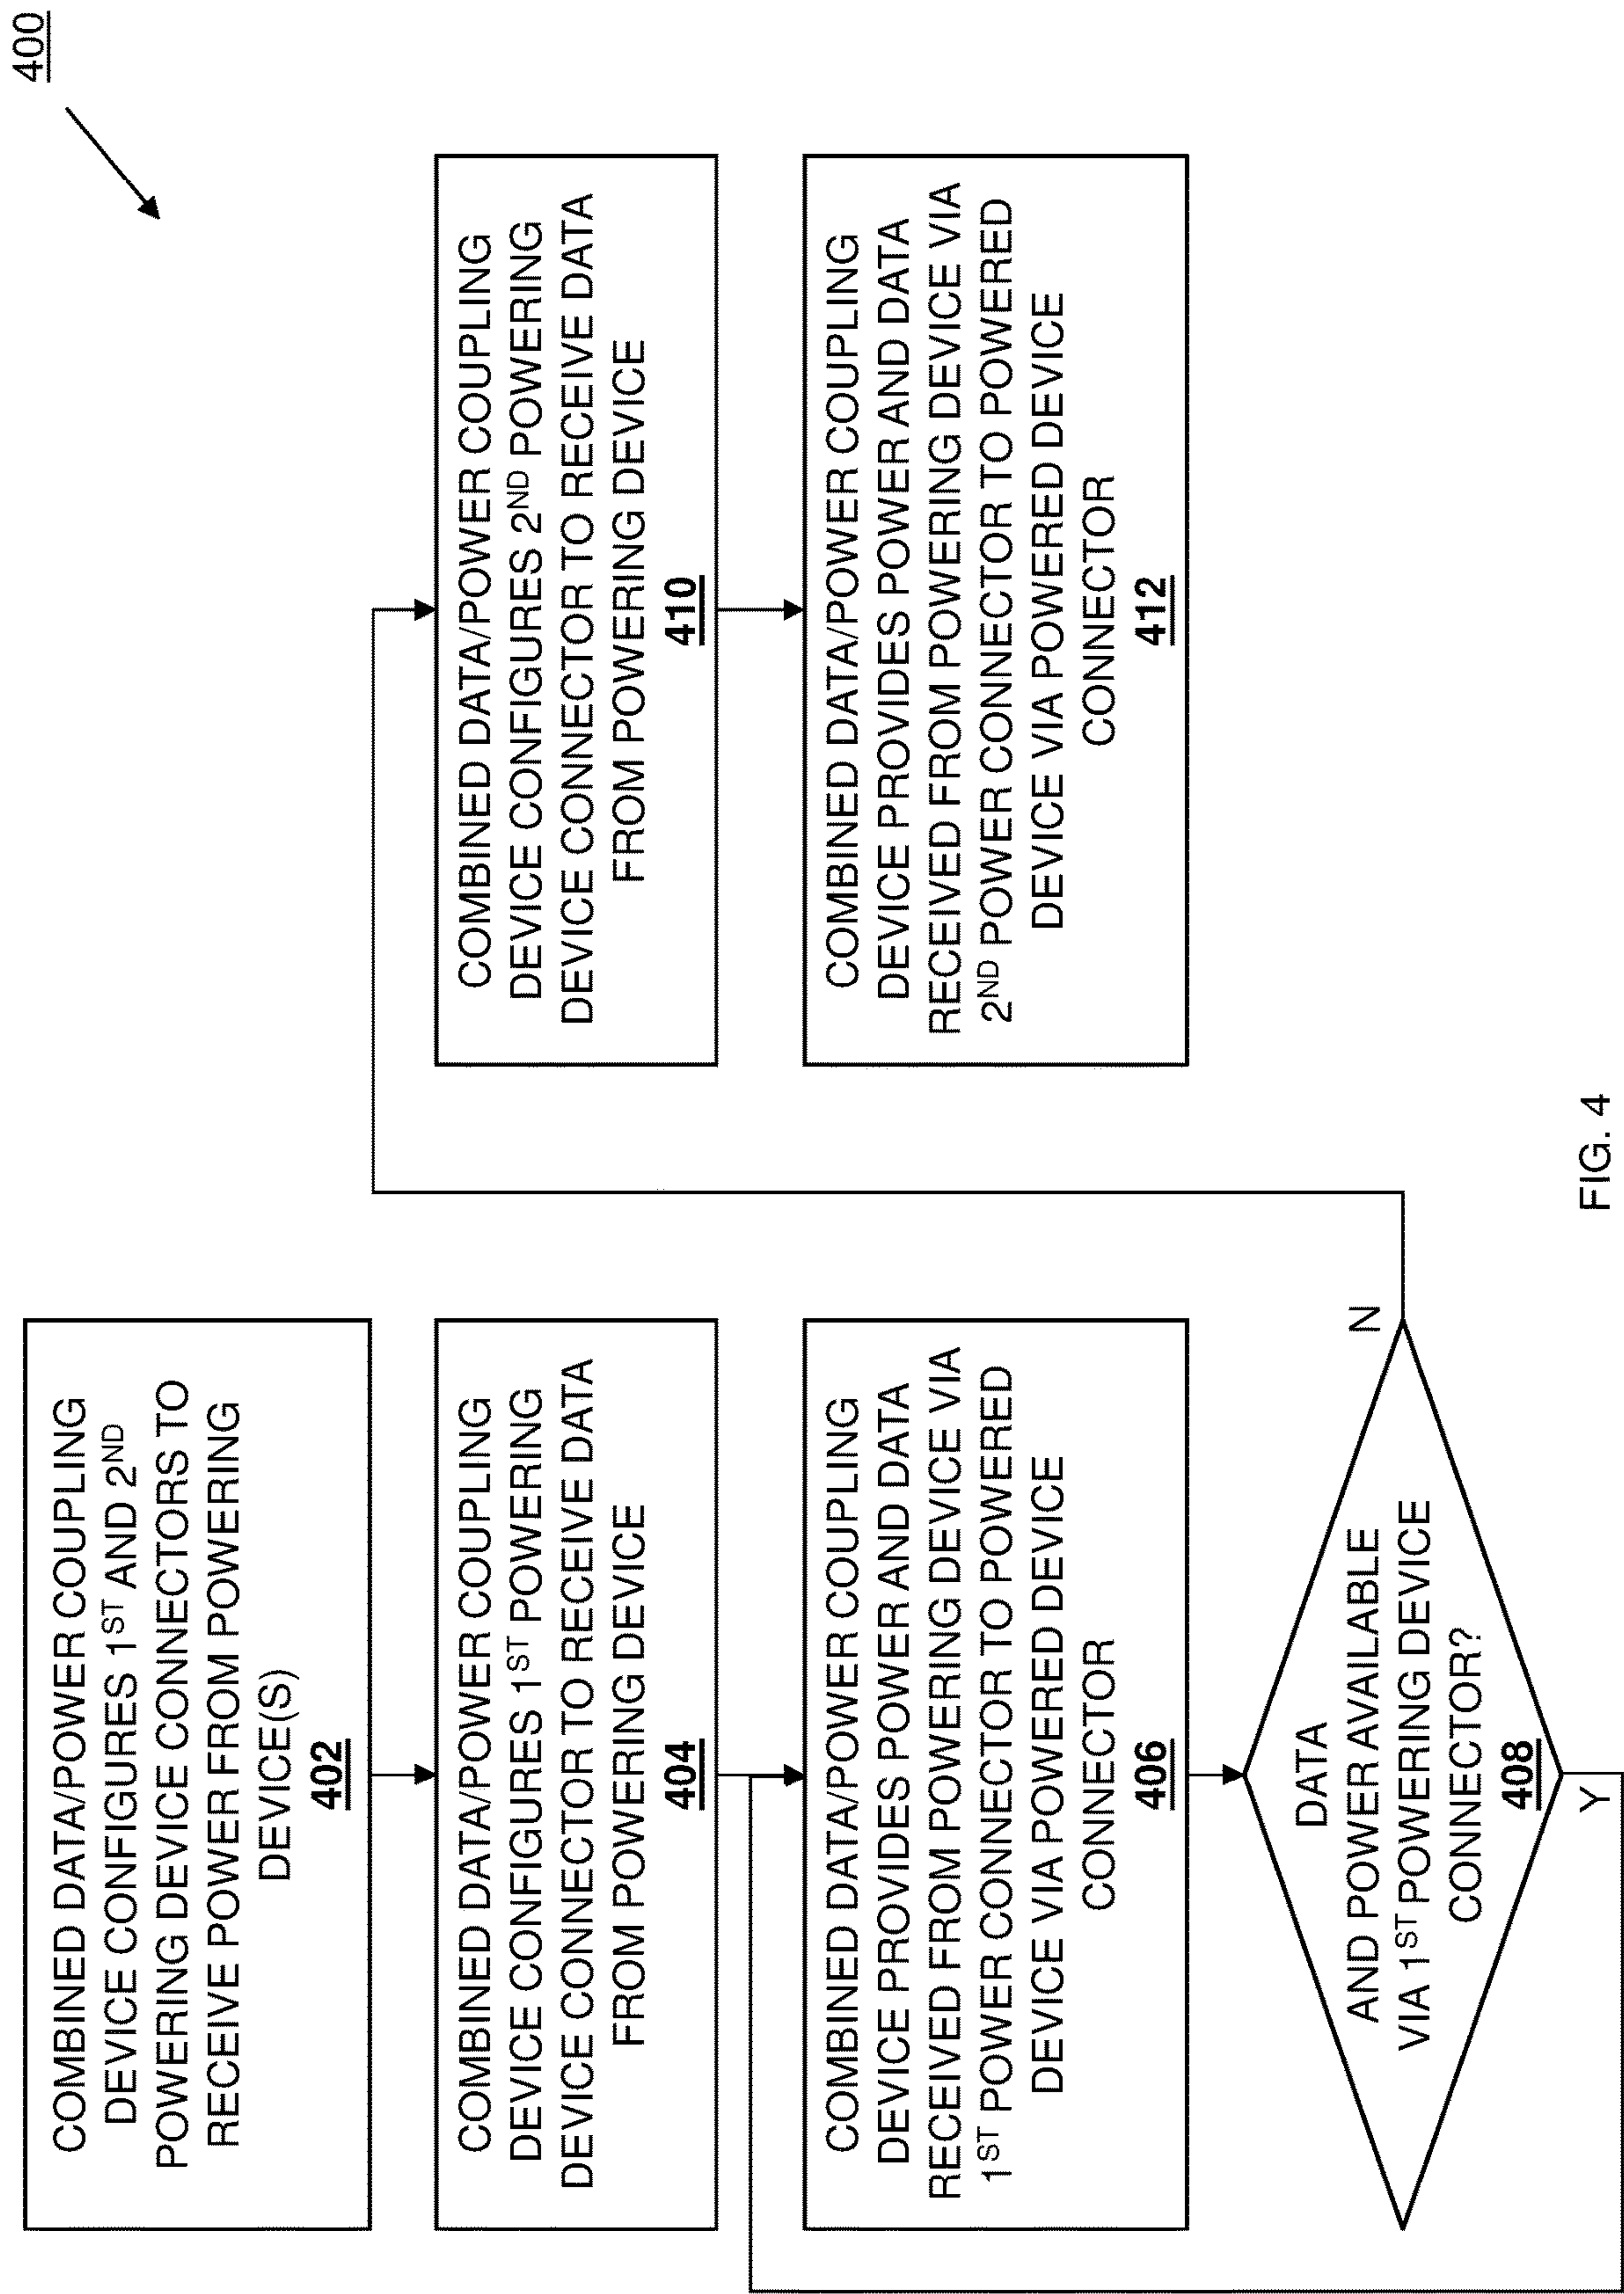 400
COMBINED DATA/POWER COUPLING
DEVICE CONFIGURES 1ST AND 2ND
POWERING DEVICE CONNECTORS TO
RECEIVE POWER FROM POWERING
DEVICE(S)
402
COMBINED DATA/POWER COUPLING
DEVICE CONFIGURES 1ST POWERING
DEVICE CONNECTOR TO RECEIVE DATA
FROM POWERING DEVICE
404
COMBINED DATA/POWER COUPLING
DEVICE PROVIDES POWER AND DATA
RECEIVED FROM POWERING DEVICE VIA
1ST POWER CONNECTOR TO POWERED
DEVICE VIA POWERED DEVICE
CONNECTOR
406
DATA
AND POWER AVAILABLE
VIA 1ST POWERING DEVICE
CONNECTOR?
408
N
Y
COMBINED DATA/POWER COUPLING
DEVICE CONFIGURES 2ND POWERING
DEVICE CONNECTOR TO RECEIVE DATA
FROM POWERING DEVICE
410
COMBINED DATA/POWER COUPLING
DEVICE PROVIDES POWER AND DATA
RECEIVED FROM POWERING DEVICE VIA
2ND POWER CONNECTOR TO POWERED
DEVICE VIA POWERED DEVICE
CONNECTOR
412
FIG. 4